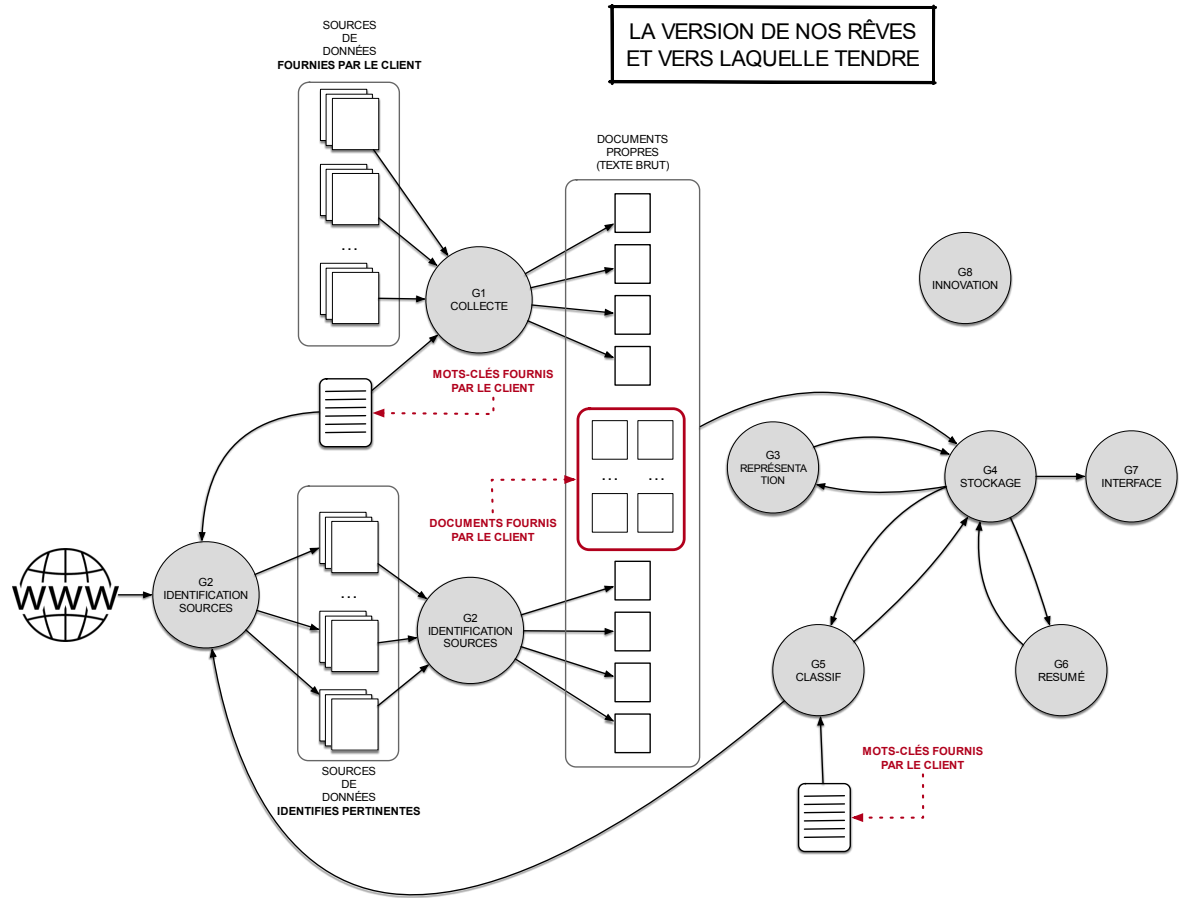 LA VERSION DE NOS RÊVES
ET VERS LAQUELLE TENDRE
SOURCES
DE
DONNÉES
FOURNIES PAR LE CLIENT
...
DOCUMENTS
PROPRES
(TEXTE BRUT)
G1
COLLECTE
MOTS-CLÉS FOURNIS
PAR LE CLIENT
G8
INNOVATION
G3
REPRÉSENTA
TION
G4
STOCKAGE
G7
INTERFACE
... ...
DOCUMENTS FOURNIS
PAR LE CLIENT
WWW
G2
IDENTIFICATION
SOURCES
...
G2
IDENTIFICATION
SOURCES
G5
CLASSIF
G6
RESUMÉ
SOURCES
DE
DONNÉES
IDENTIFIES PERTINENTES
MOTS-CLÉS FOURNIS
PAR LE CLIENT